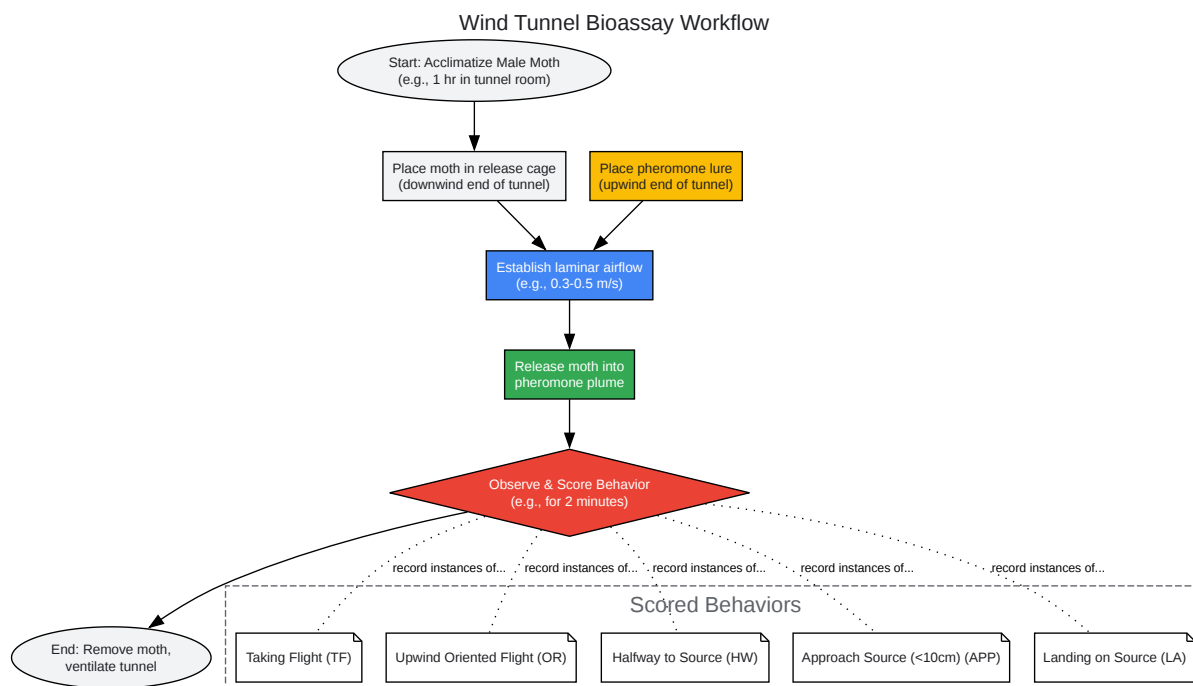 Wind Tunnel Bioassay Workflow
Start: Acclimatize Male Moth
(e.g., 1 hr in tunnel room)
Place moth in release cage
(downwind end of tunnel)
Place pheromone lure
(upwind end of tunnel)
Establish laminar airflow
(e.g., 0.3-0.5 m/s)
Release moth into
pheromone plume
Observe & Score Behavior
(e.g., for 2 minutes)
record instances of...
record instances of...
record instances of...
record instances of...
record instances of...
Scored Behaviors
End: Remove moth,
ventilate tunnel
Taking Flight (TF)
Upwind Oriented Flight (OR)
Halfway to Source (HW)
Approach Source (<10cm) (APP)
Landing on Source (LA)